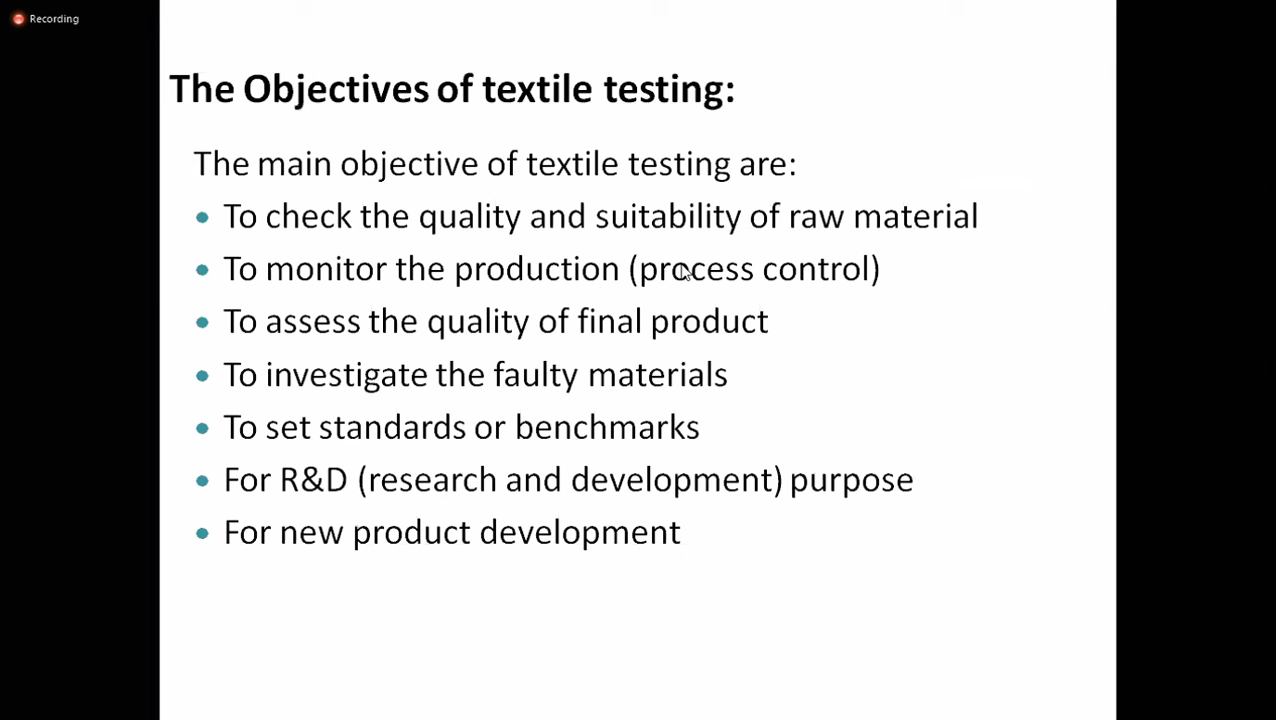 Recording
The Objectives of textile testing:
The main objective of textile testing are:
• To check the quality and suitability of raw material
• To monitor the production (process control)
• To assess the quality of final product
• To investigate the faulty materials
• To set standards or benchmarks
• For R&D (research and development) purpose
• For new product development